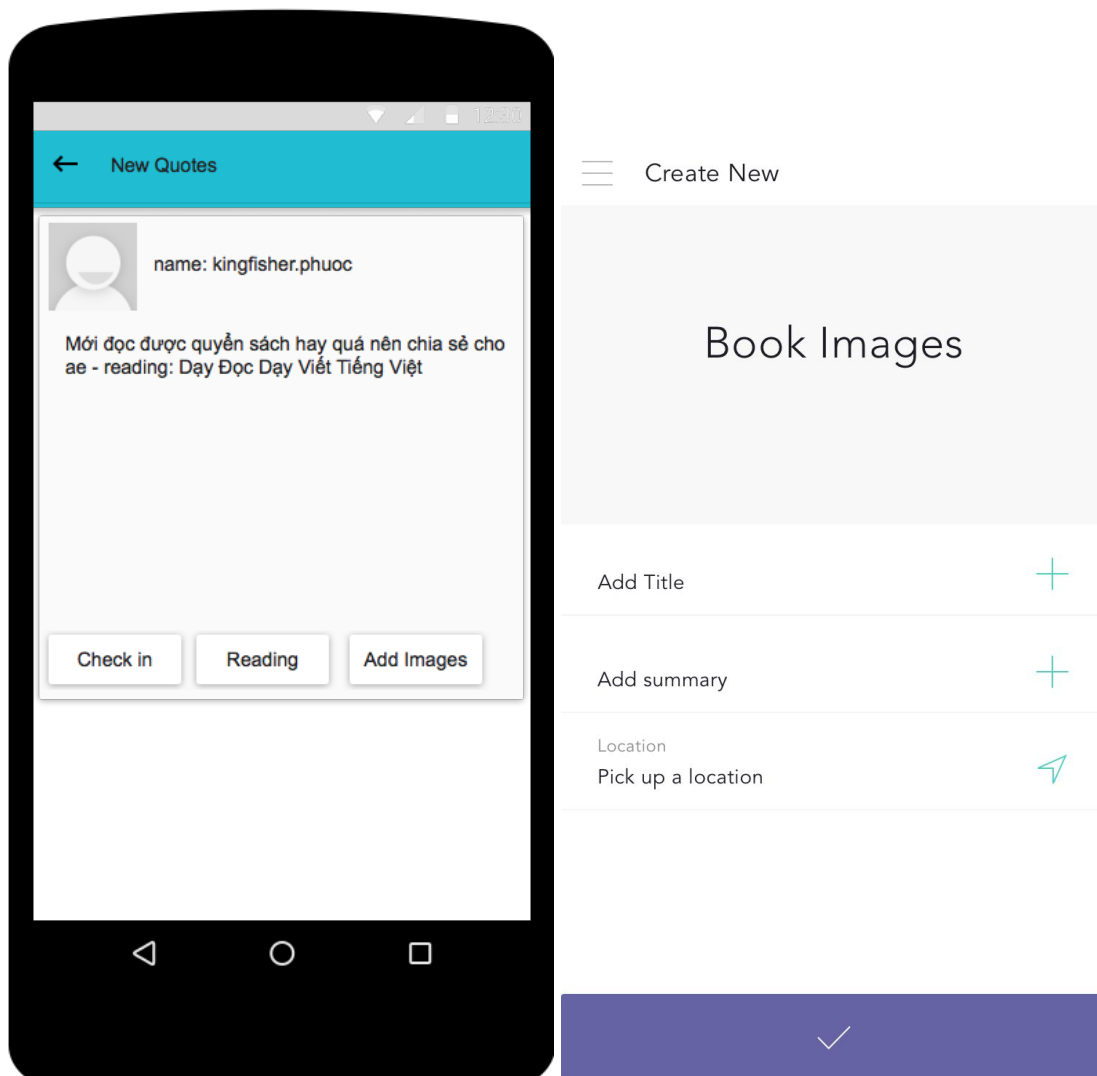 12:30
New Quotes
name: kingfisher.phuoc
Mới đọc được quyển sách hay quá nên chia sẻ cho
ae - reading: Dạy Đọc Dạy Viết Tiếng Việt
Check in
Reading
Add Images
Create New
Book Images
Add Title
Add summary
Location
Pick up a location